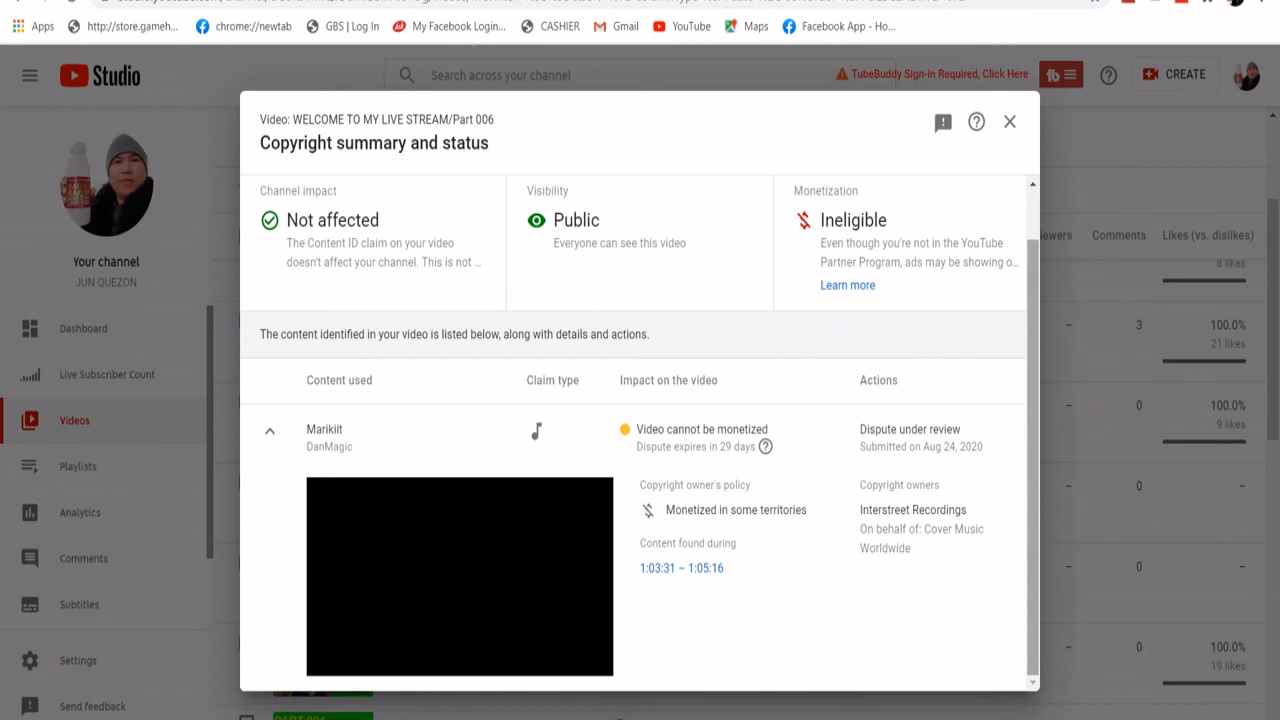 Apps
http://store.gameh...
chrome://newtab
GBS | Log In
My Facebook Login...
CASHIER
Gmail
YouTube
Maps
Facebook App - Ho...
Studio
Search across your channel
TubeBuddy Sign-in Required, Click Here
CREATE
Your channel
JUN QUEZON
Dashboard
Live Subscriber Count
Videos
Playlists
Analytics
Comments
Subtitles
Settings
Send feedback
Video: WELCOME TO MY LIVE STREAM/Part 006
Copyright summary and status
Channel impact
Not affected
The Content ID claim on your video
doesn't affect your channel. This is not ...
Visibility
Public
Everyone can see this video
Monetization
Ineligible
Even though you're not in the YouTube
Partner Program, ads may be showing o...
Learn more
The content identified in your video is listed below, along with details and actions.
Content used
Claim type
Impact on the video
Actions
Marikiit
DanMagic
Video cannot be monetized
Dispute expires in 29 days
Dispute under review
Submitted on Aug 24, 2020
Copyright owner's policy
Monetized in some territories
Content found during
1:03:31 – 1:05:16
Copyright owners
Interstreet Recordings
On behalf of: Cover Music
Worldwide
Comments
Likes (vs. dislikes)
8 likes
– 3 100.0%
21 likes
– 0 100.0%
9 likes
– 0 –
– 0 –
– 0 100.0%
19 likes